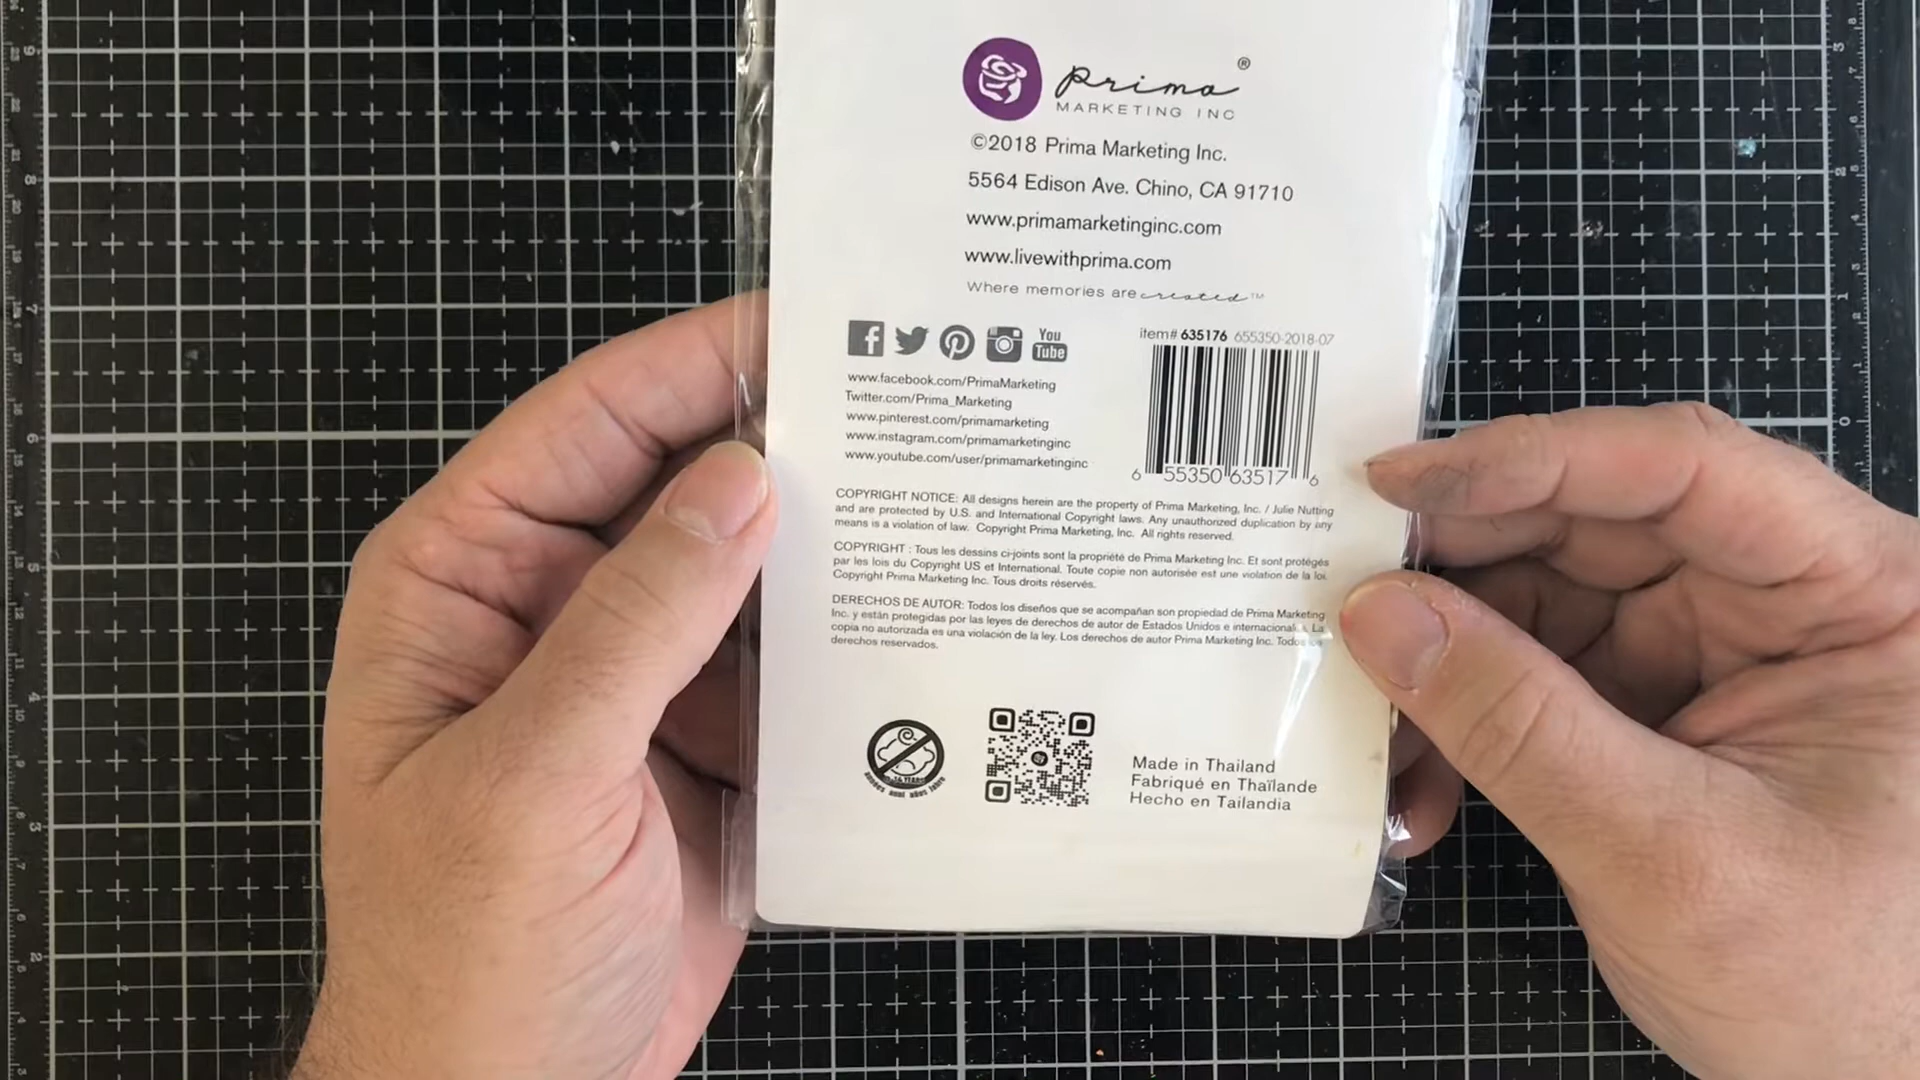 prima®
MARKETING INC
©2018 Prima Marketing Inc.
5564 Edison Ave. Chino, CA 91710
www.primamarketinginc.com
www.livewithprima.com
Where memories are created™
You
Tube
item# 635176 655350-2018-07
www.facebook.com/PrimaMarketing
Twitter.com/Prima_Marketing
www.pinterest.com/primamarketing
www.instagram.com/primamarketinginc
www.youtube.com/user/primamarketinginc
6 55350 63517 6
COPYRIGHT NOTICE: All designs herein are the property of Prima Marketing, Inc. / Julie Nutting
and are protected by U.S. and International Copyright laws. Any unauthorized duplication by any
means is a violation of law. Copyright Prima Marketing, Inc. All rights reserved.
COPYRIGHT : Tous les dessins ci-joints sont la propriété de Prima Marketing Inc. Et sont protégés
par les lois du Copyright US et International. Toute copie non autorisée est une violation de la loi.
Copyright Prima Marketing Inc. Tous droits réservés.
DERECHOS DE AUTOR: Todos los diseños que se acompañan son propiedad de Prima Marketing
Inc. y están protegidas por las leyes de derechos de autor de Estados Unidos e internacionales. La
copia no autorizada es una violación de la ley. Los derechos de autor Prima Marketing Inc. Todos los
derechos reservados.
Made in Thailand
Fabriqué en Thaïlande
Hecho en Tailandia